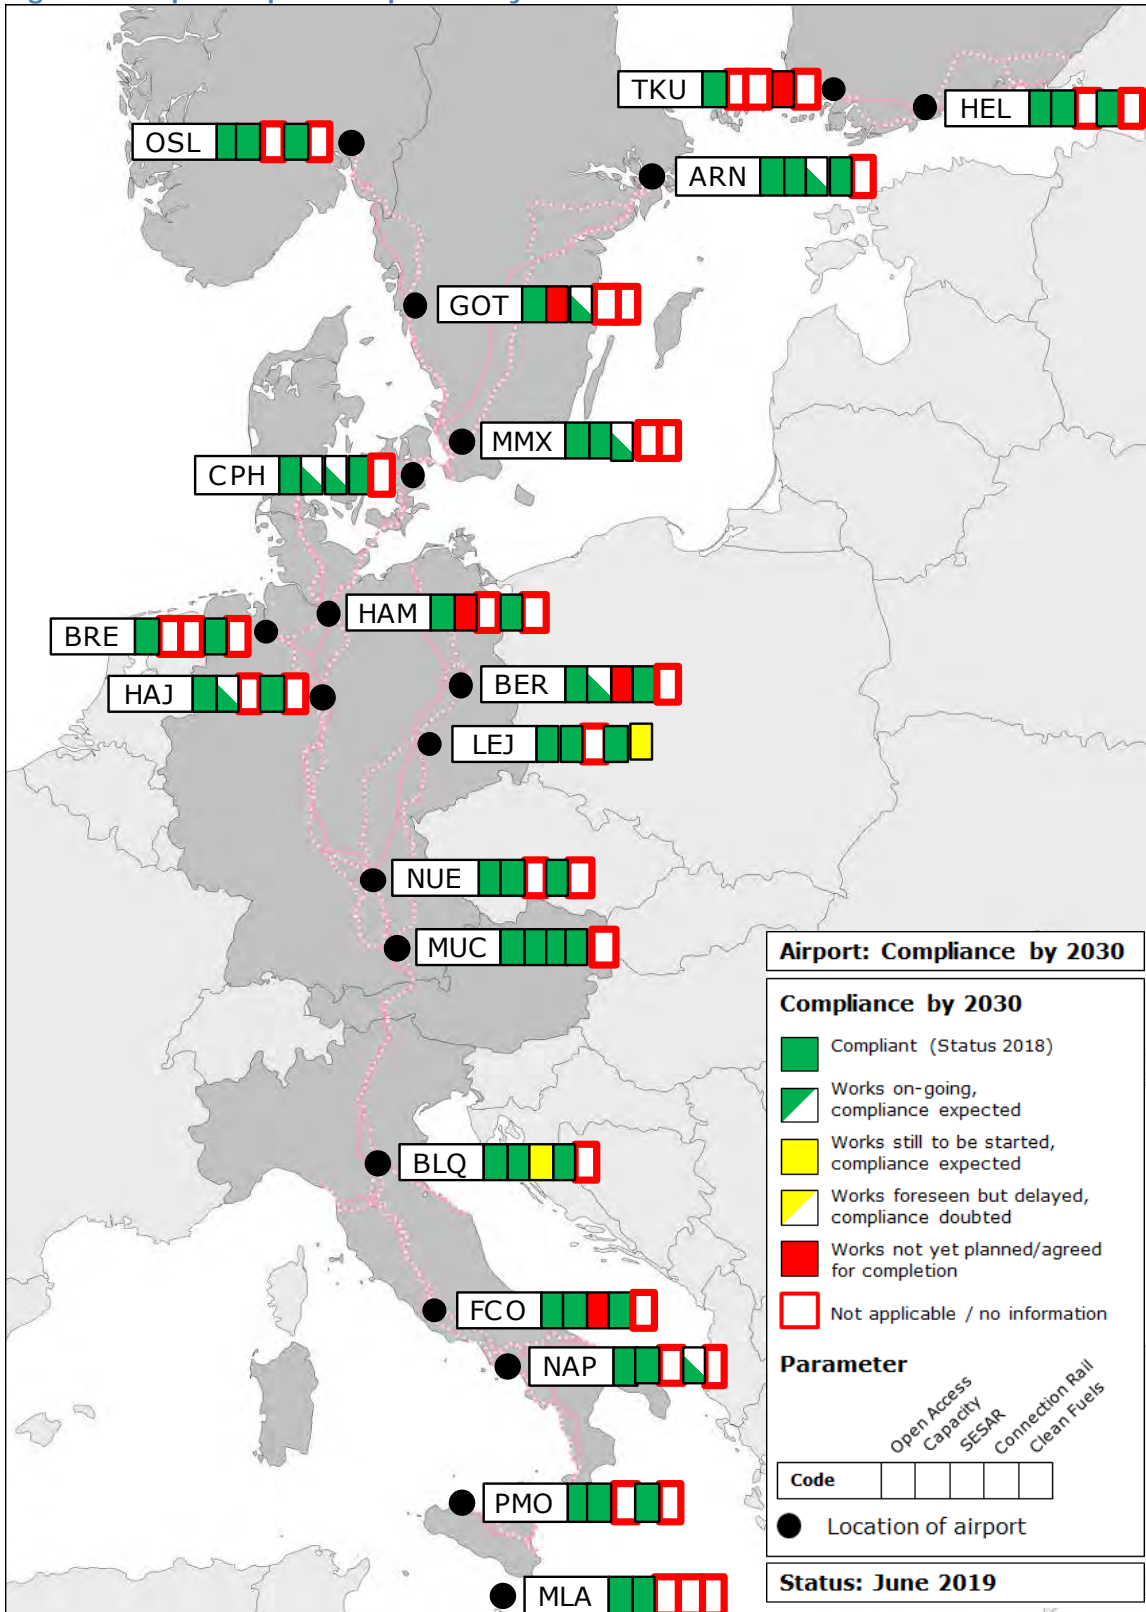 TKU
HEL
OSL
ARN
GOT
MMX
CPH
HAM
BRE
BER
HAJ
LEJ
NUE
MUC
Airport: Compliance by 2030
Compliance by 2030
Compliant (Status 2018)
Works on-going,
compliance expected
Works still to be started,
compliance expected
Works foreseen but delayed,
compliance doubted
Works not yet planned/agreed
for completion
Not applicable / no information
BLQ
FCO
NAP
Parameter
Open Access
Capacity
SESAR
Connection Rail
Clean Fuels
Code
PMO
Location of airport
MLA
Status: June 2019